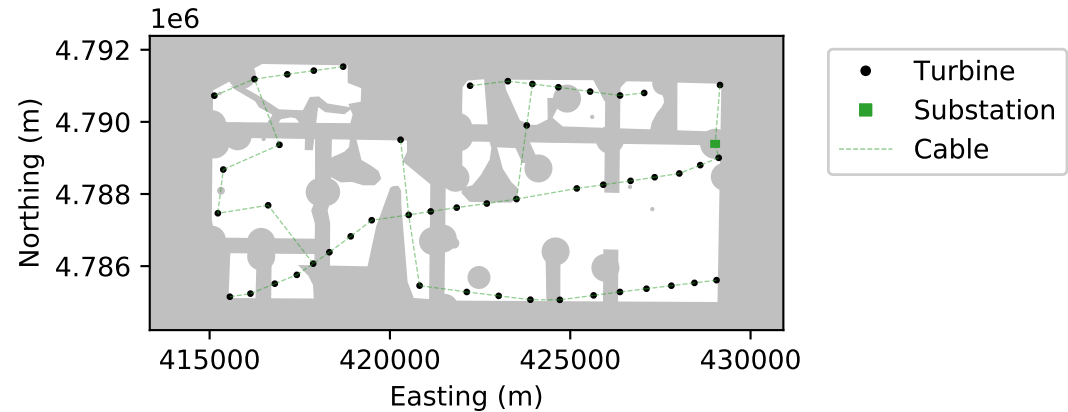 1e6
4.792
4.790
4.788
4.786
Northing (m)
415000 420000 425000 430000
Easting (m)
Turbine
Substation
Cable